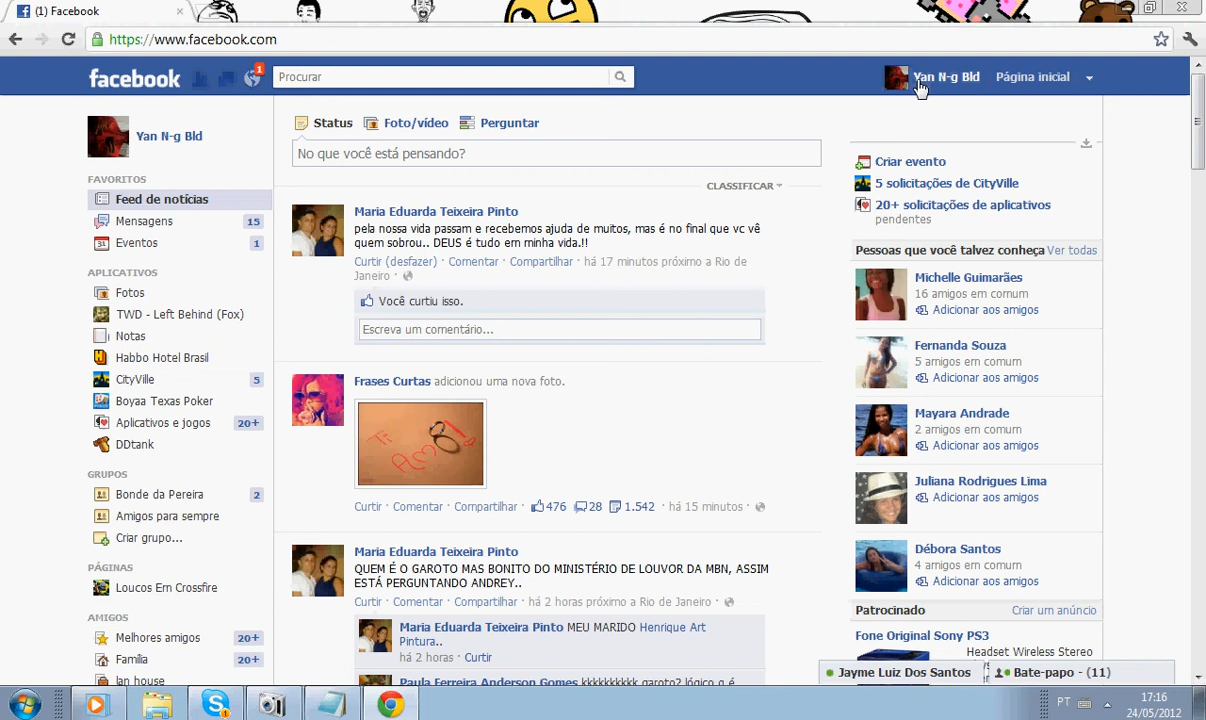 (1) Facebook
https://www.facebook.com
facebook
1
Procurar
Yan N-g Bld
Página inicial
Yan N-g Bld
FAVORITOS
Feed de notícias
Mensagens 15
Eventos 1
APLICATIVOS
Fotos
TWD - Left Behind (Fox)
Notas
Habbo Hotel Brasil
CityVille 5
Boyaa Texas Poker
Aplicativos e jogos 20+
DDtank
GRUPOS
Bonde da Pereira 2
Amigos para sempre
Criar grupo...
PÁGINAS
Loucos Em Crossfire
AMIGOS
Melhores amigos 20+
Família 20+
lan house
Status Foto/vídeo Perguntar
No que você está pensando?
CLASSIFICAR
Maria Eduarda Teixeira Pinto
pela nossa vida passam e recebemos ajuda de muitos, mas é no final que vc vê
quem sobrou.. DEUS é tudo em minha vida.!!
Curtir (desfazer) · Comentar · Compartilhar · há 17 minutos próximo a Rio de
Janeiro ·
Você curtiu isso.
Escreva um comentário...
Frases Curtas adicionou uma nova foto.
Curtir · Comentar · Compartilhar · 476 28 1.542 · há 15 minutos ·
Maria Eduarda Teixeira Pinto
QUEM É O GAROTO MAS BONITO DO MINISTÉRIO DE LOUVOR DA MBN, ASSIM
ESTÁ PERGUNTANDO ANDREY..
Curtir · Comentar · Compartilhar · há 2 horas próximo a Rio de Janeiro ·
Maria Eduarda Teixeira Pinto MEU MARIDO Henrique Art
Pintura..
há 2 horas · Curtir
Paula Ferreira Anderson Gomes kkkkkkkkkk garoto? lógico q é
Criar evento
5 solicitações de CityVille
20+ solicitações de aplicativos
pendentes
Pessoas que você talvez conheça Ver todas
Michelle Guimarães
16 amigos em comum
Adicionar aos amigos
Fernanda Souza
5 amigos em comum
Adicionar aos amigos
Mayara Andrade
2 amigos em comum
Adicionar aos amigos
Juliana Rodrigues Lima
Adicionar aos amigos
Débora Santos
4 amigos em comum
Adicionar aos amigos
Patrocinado Criar um anúncio
Fone Original Sony PS3
Headset Wireless Stereo
Jayme Luiz Dos Santos
Bate-papo - (11)
PT
17:16
24/05/2012